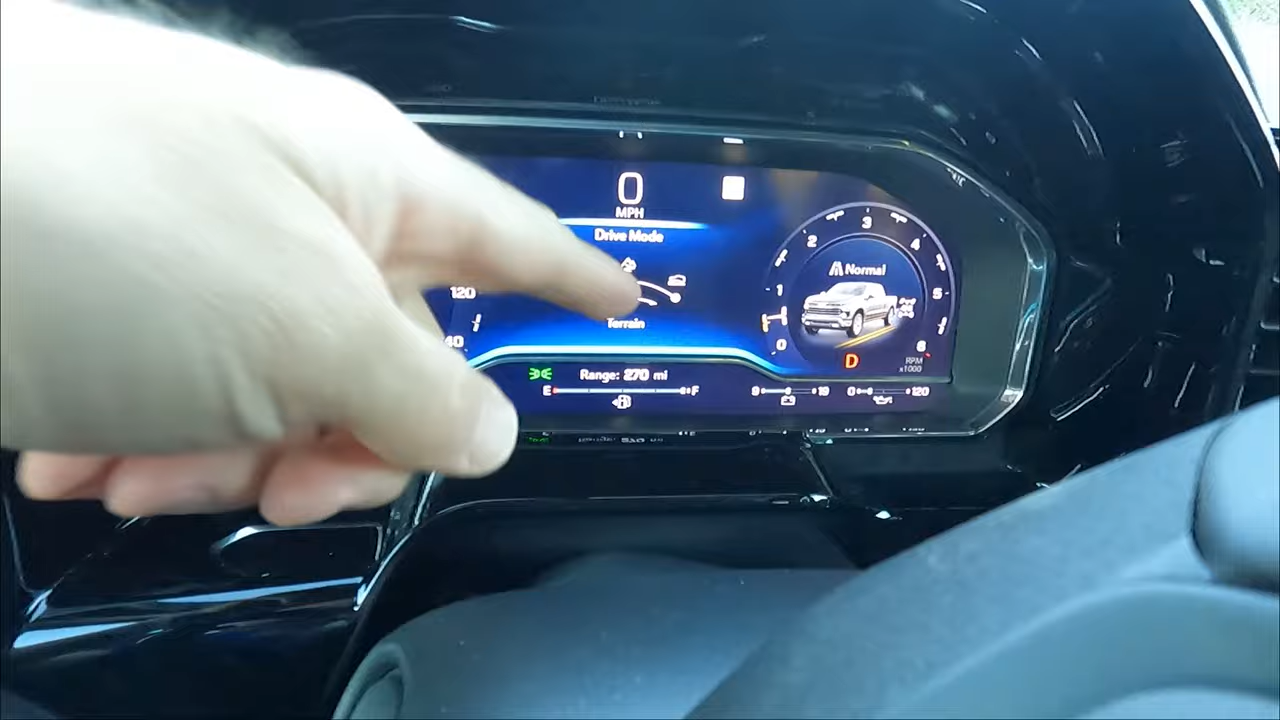 0
MPH
Drive Mode
Terrain
120
40
Range: 270 mi
E F
Normal
0 1 2 3 4 5 6
D
RPM
x1000
9 19
0 120